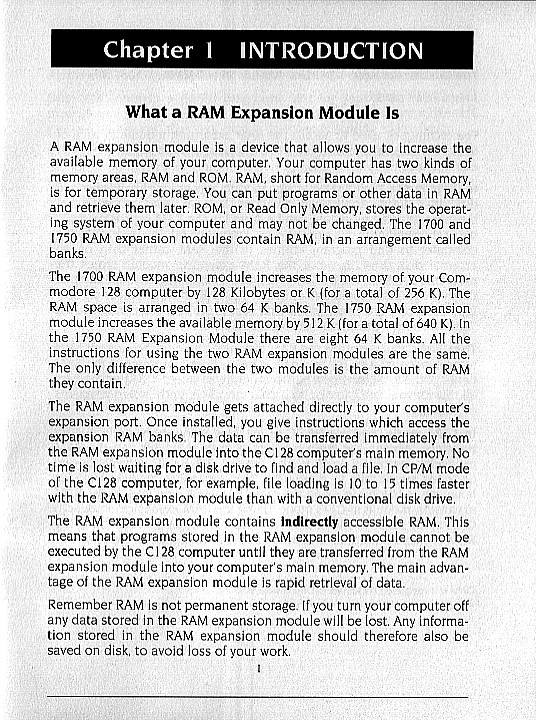 Chapter 1 INTRODUCTION
What a RAM Expansion Module Is
A RAM expansion module is a device that allows you to increase the
available memory of your computer. Your computer has two kinds of
memory areas, RAM and ROM. RAM, short for Random Access Memory,
is for temporary storage. You can put programs or other data in RAM
and retrieve them later. ROM, or Read Only Memory, stores the operat-
ing system of your computer and may not be changed. The 1700 and
1750 RAM expansion modules contain RAM, in an arrangement called
banks.
The 1700 RAM expansion module increases the memory of your Com-
modore 128 computer by 128 Kilobytes or K (for a total of 256 K). The
RAM space is arranged in two 64 K banks. The 1750 RAM expansion
module increases the available memory by 512 K (for a total of 640 K). In
the 1750 RAM Expansion Module there are eight 64 K banks. All the
instructions for using the two RAM expansion modules are the same.
The only difference between the two modules is the amount of RAM
they contain.
The RAM expansion module gets attached directly to your computer's
expansion port. Once installed, you give instructions which access the
expansion RAM banks. The data can be transferred immediately from
the RAM expansion module into the C128 computer's main memory. No
time is lost waiting for a disk drive to find and load a file. In CP/M mode
of the C128 computer, for example, file loading is 10 to 15 times faster
with the RAM expansion module than with a conventional disk drive.
The RAM expansion module contains indirectly accessible RAM. This
means that programs stored in the RAM expansion module cannot be
executed by the C128 computer until they are transferred from the RAM
expansion module into your computer's main memory. The main advan-
tage of the RAM expansion module is rapid retrieval of data.
Remember RAM is not permanent storage. If you turn your computer off
any data stored in the RAM expansion module will be lost. Any informa-
tion stored in the RAM expansion module should therefore also be
saved on disk, to avoid loss of your work.
1